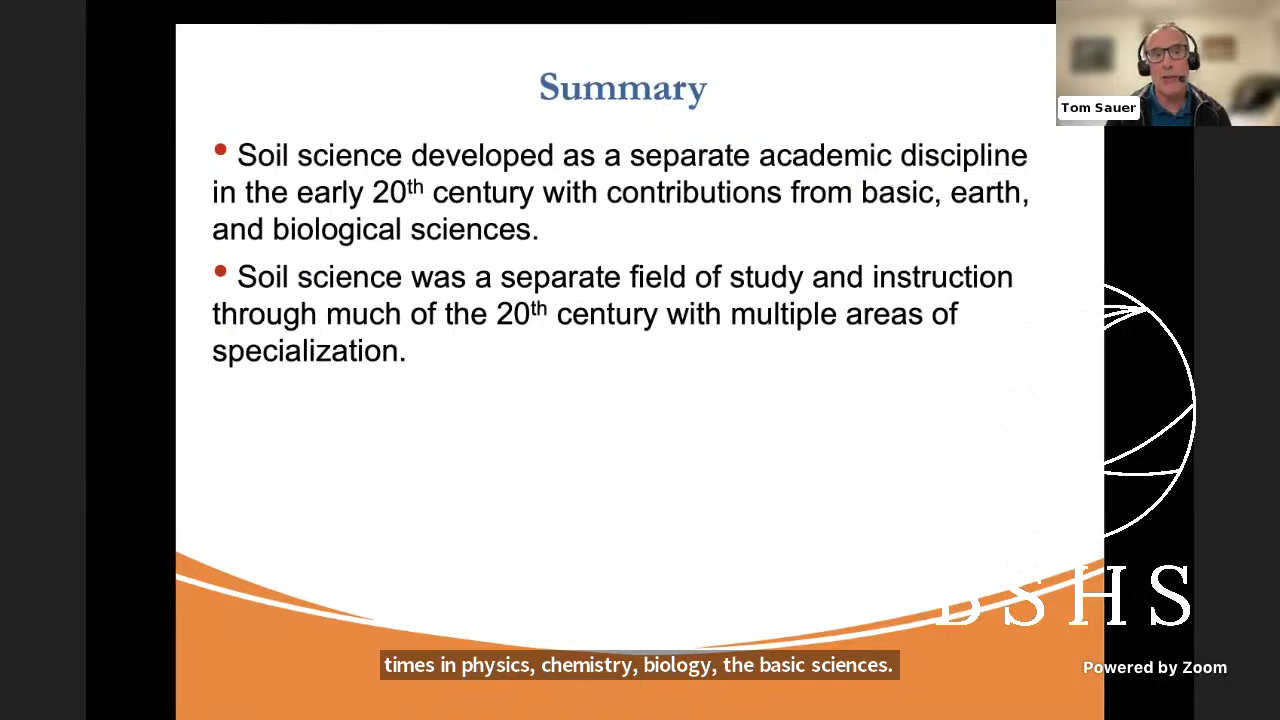 Summary
• Soil science developed as a separate academic discipline
in the early 20th century with contributions from basic, earth,
and biological sciences.
• Soil science was a separate field of study and instruction
through much of the 20th century with multiple areas of
specialization.
Tom Sauer
BSHS
times in physics, chemistry, biology, the basic sciences.
Powered by Zoom